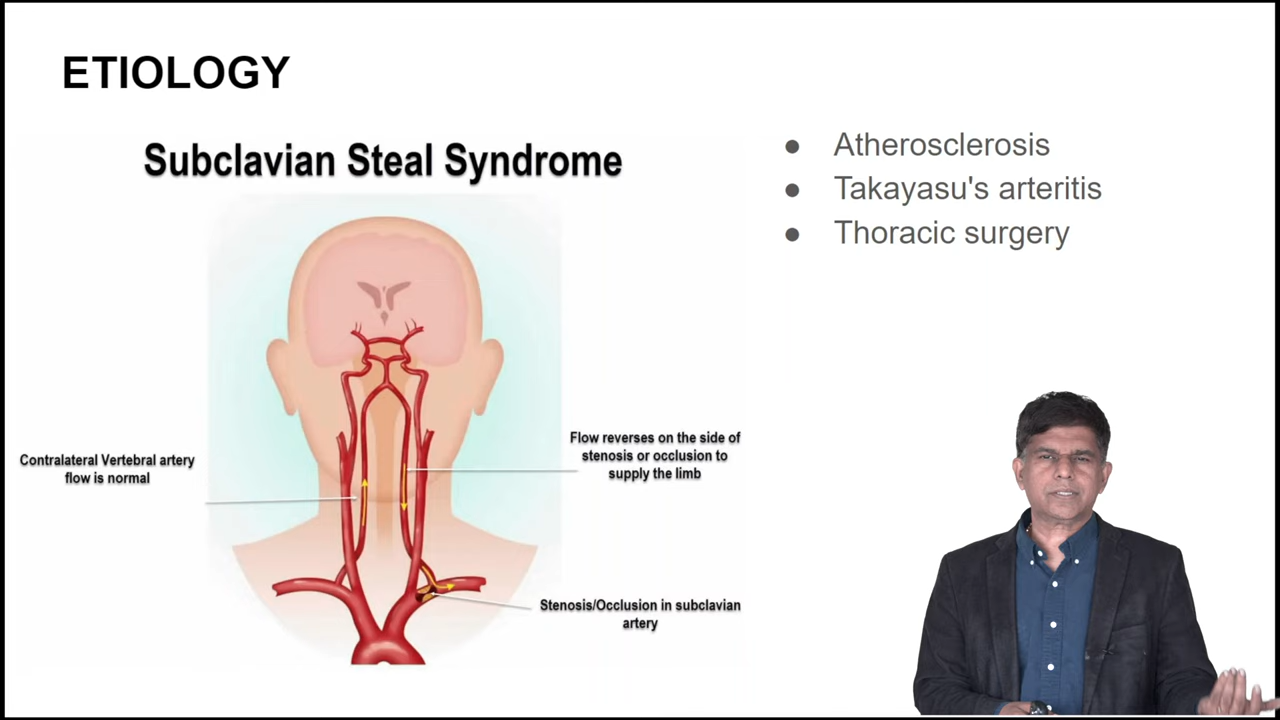 ETIOLOGY
Subclavian Steal Syndrome
Contralateral Vertebral artery
flow is normal
Flow reverses on the side of
stenosis or occlusion to
supply the limb
Stenosis/Occlusion in subclavian
artery
● Atherosclerosis
● Takayasu's arteritis
● Thoracic surgery